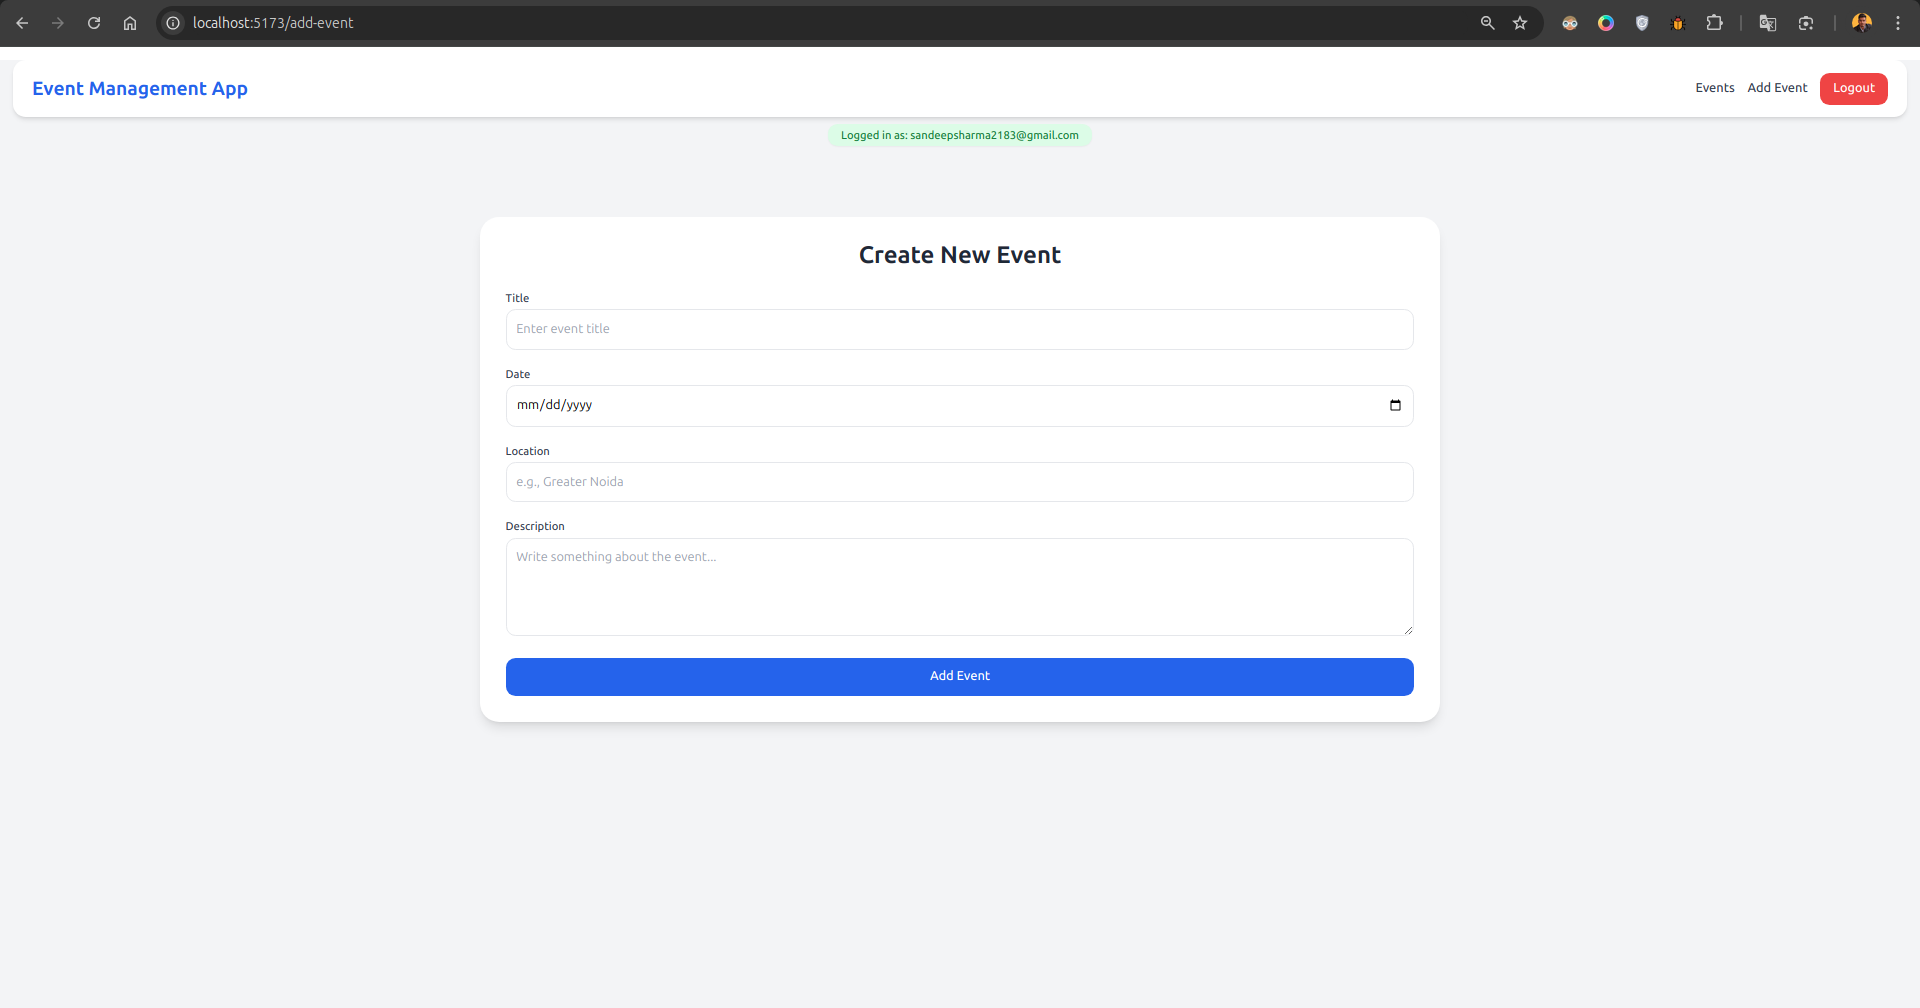 localhost:5173/add-event
Event Management App
Events Add Event Logout
Logged in as: sandeepsharma2183@gmail.com
Create New Event
Title
Enter event title
Date
mm/dd/yyyy
Location
e.g., Greater Noida
Description
Write something about the event...
Add Event